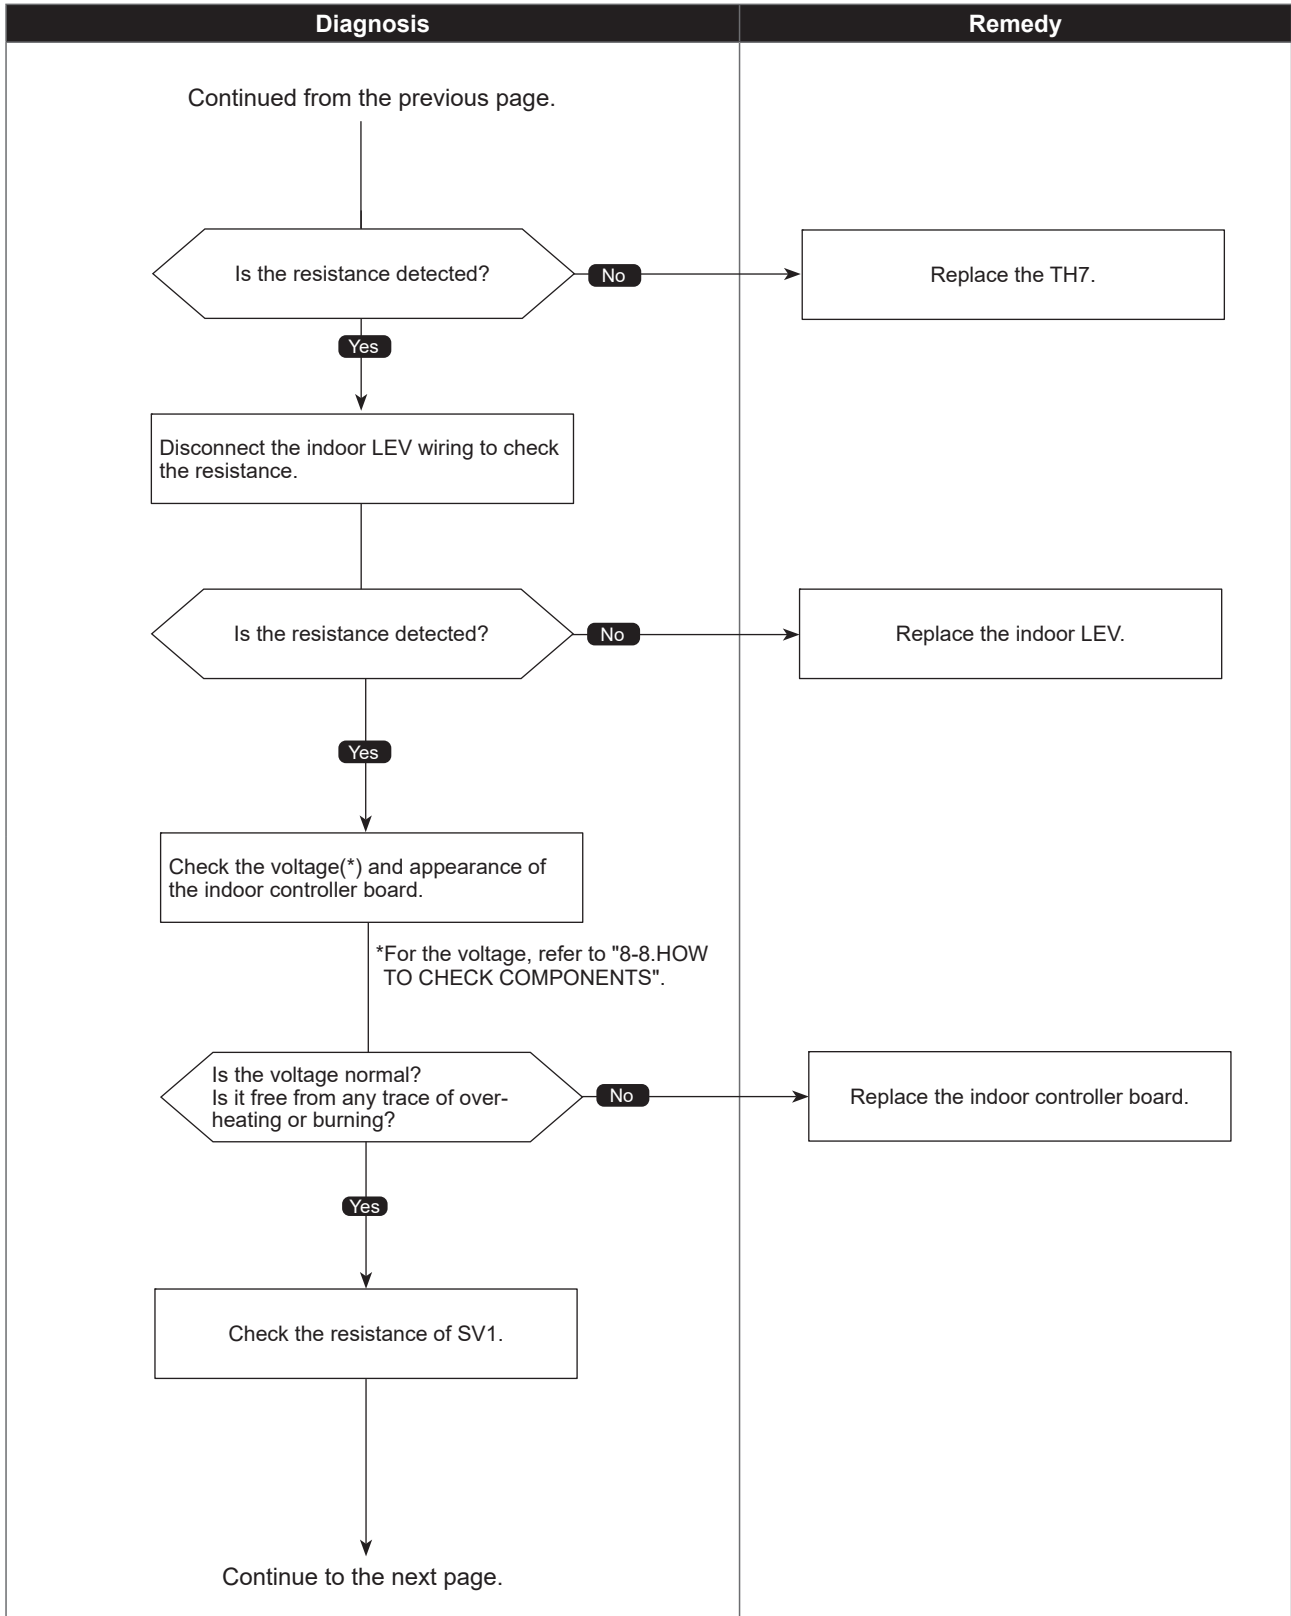 Diagnosis
Remedy
Continued from the previous page.
Is the resistance detected?
No
Replace the TH7.
Yes
Disconnect the indoor LEV wiring to check
the resistance.
Is the resistance detected?
No
Replace the indoor LEV.
Yes
Check the voltage(*) and appearance of
the indoor controller board.
*For the voltage, refer to "8-8.HOW
TO CHECK COMPONENTS".
Is the voltage normal?
Is it free from any trace of over-
heating or burning?
No
Replace the indoor controller board.
Yes
Check the resistance of SV1.
Continue to the next page.